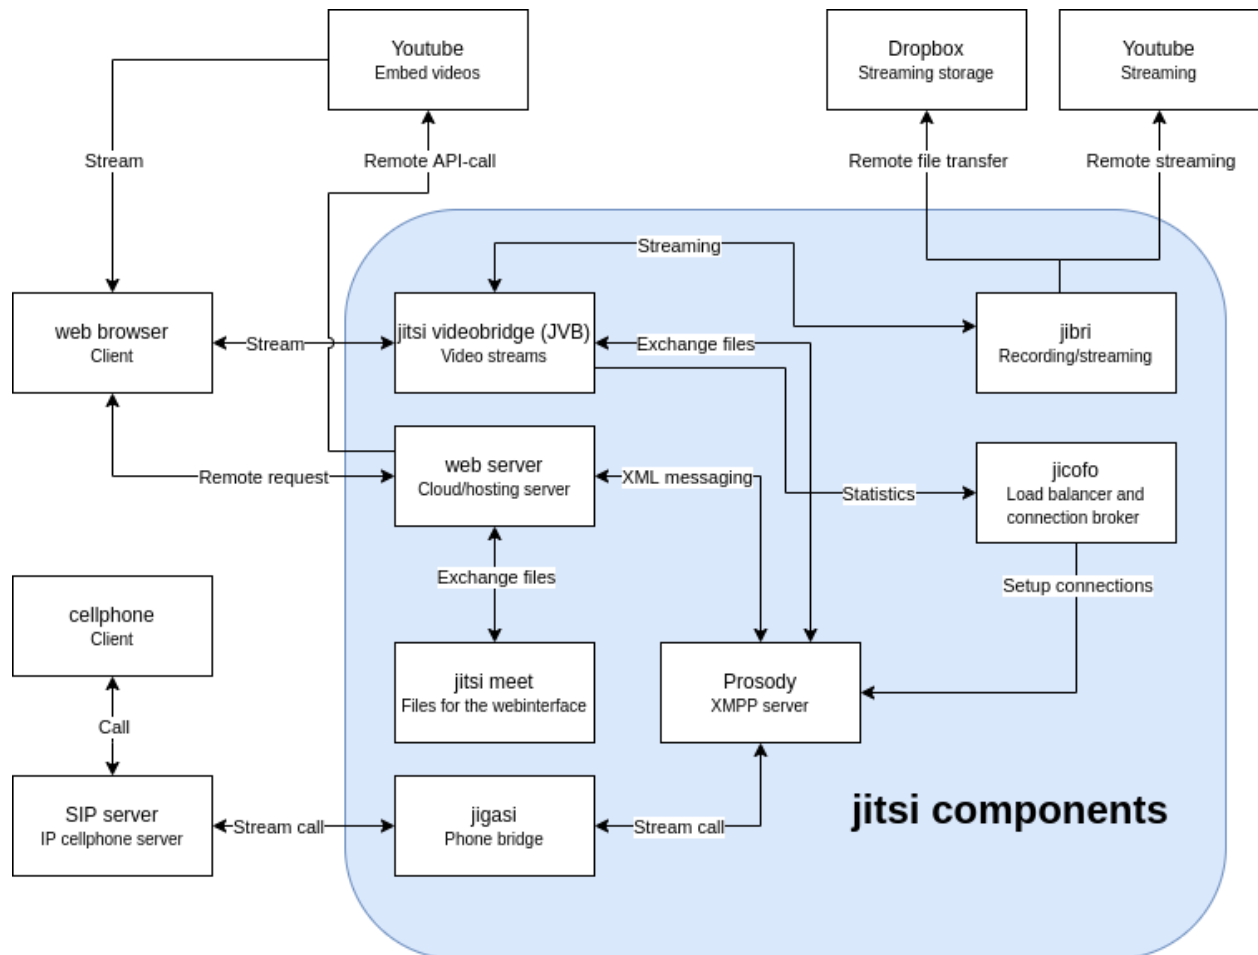 Youtube
Embed videos
Dropbox
Streaming storage
Youtube
Streaming
Stream
Remote API-call
Remote file transfer
Remote streaming
Streaming
web browser
Client
Stream
jitsi videobridge (JVB)
Video streams
Exchange files
jibri
Recording/streaming
Remote request
web server
Cloud/hosting server
XML messaging
Statistics
jicofo
Load balancer and
connection broker
Exchange files
Setup connections
cellphone
Client
jitsi meet
Files for the webinterface
Prosody
XMPP server
Call
SIP server
IP cellphone server
Stream call
jigasi
Phone bridge
Stream call
jitsi components